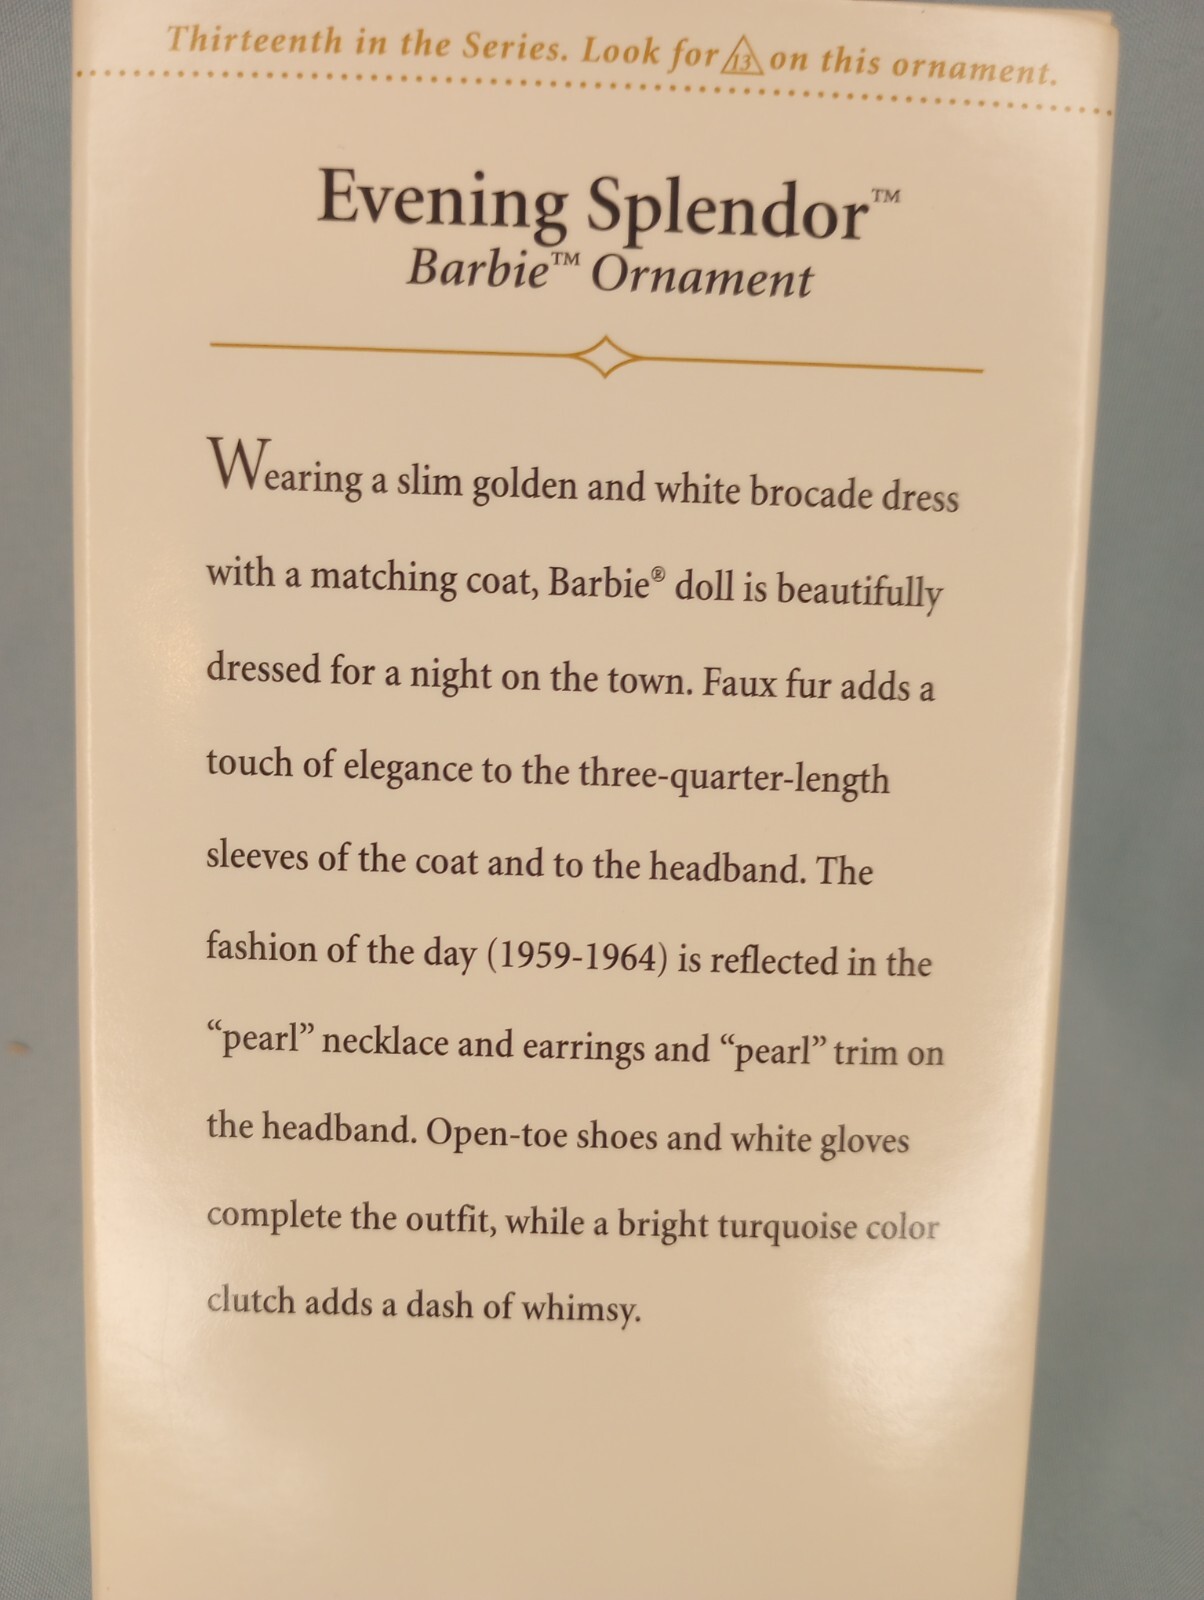 Thirteenth in the Series. Look for 13 on this ornament.
Evening Splendor™
Barbie™ Ornament
Wearing a slim golden and white brocade dress
with a matching coat, Barbie® doll is beautifully
dressed for a night on the town. Faux fur adds a
touch of elegance to the three-quarter-length
sleeves of the coat and to the headband. The
fashion of the day (1959-1964) is reflected in the
“pearl” necklace and earrings and “pearl” trim on
the headband. Open-toe shoes and white gloves
complete the outfit, while a bright turquoise color
clutch adds a dash of whimsy.